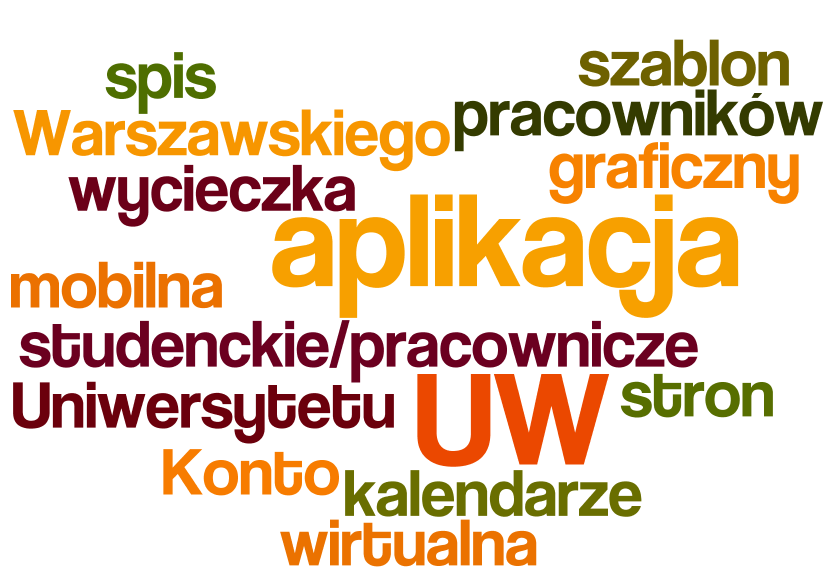 spis
szablon
pracowników
Warszawskiego
graficzny
wycieczka
aplikacja
mobilna
studenckie/pracownicze
Uniwersytetu
UW
stron
Konto
kalendarze
wirtualna